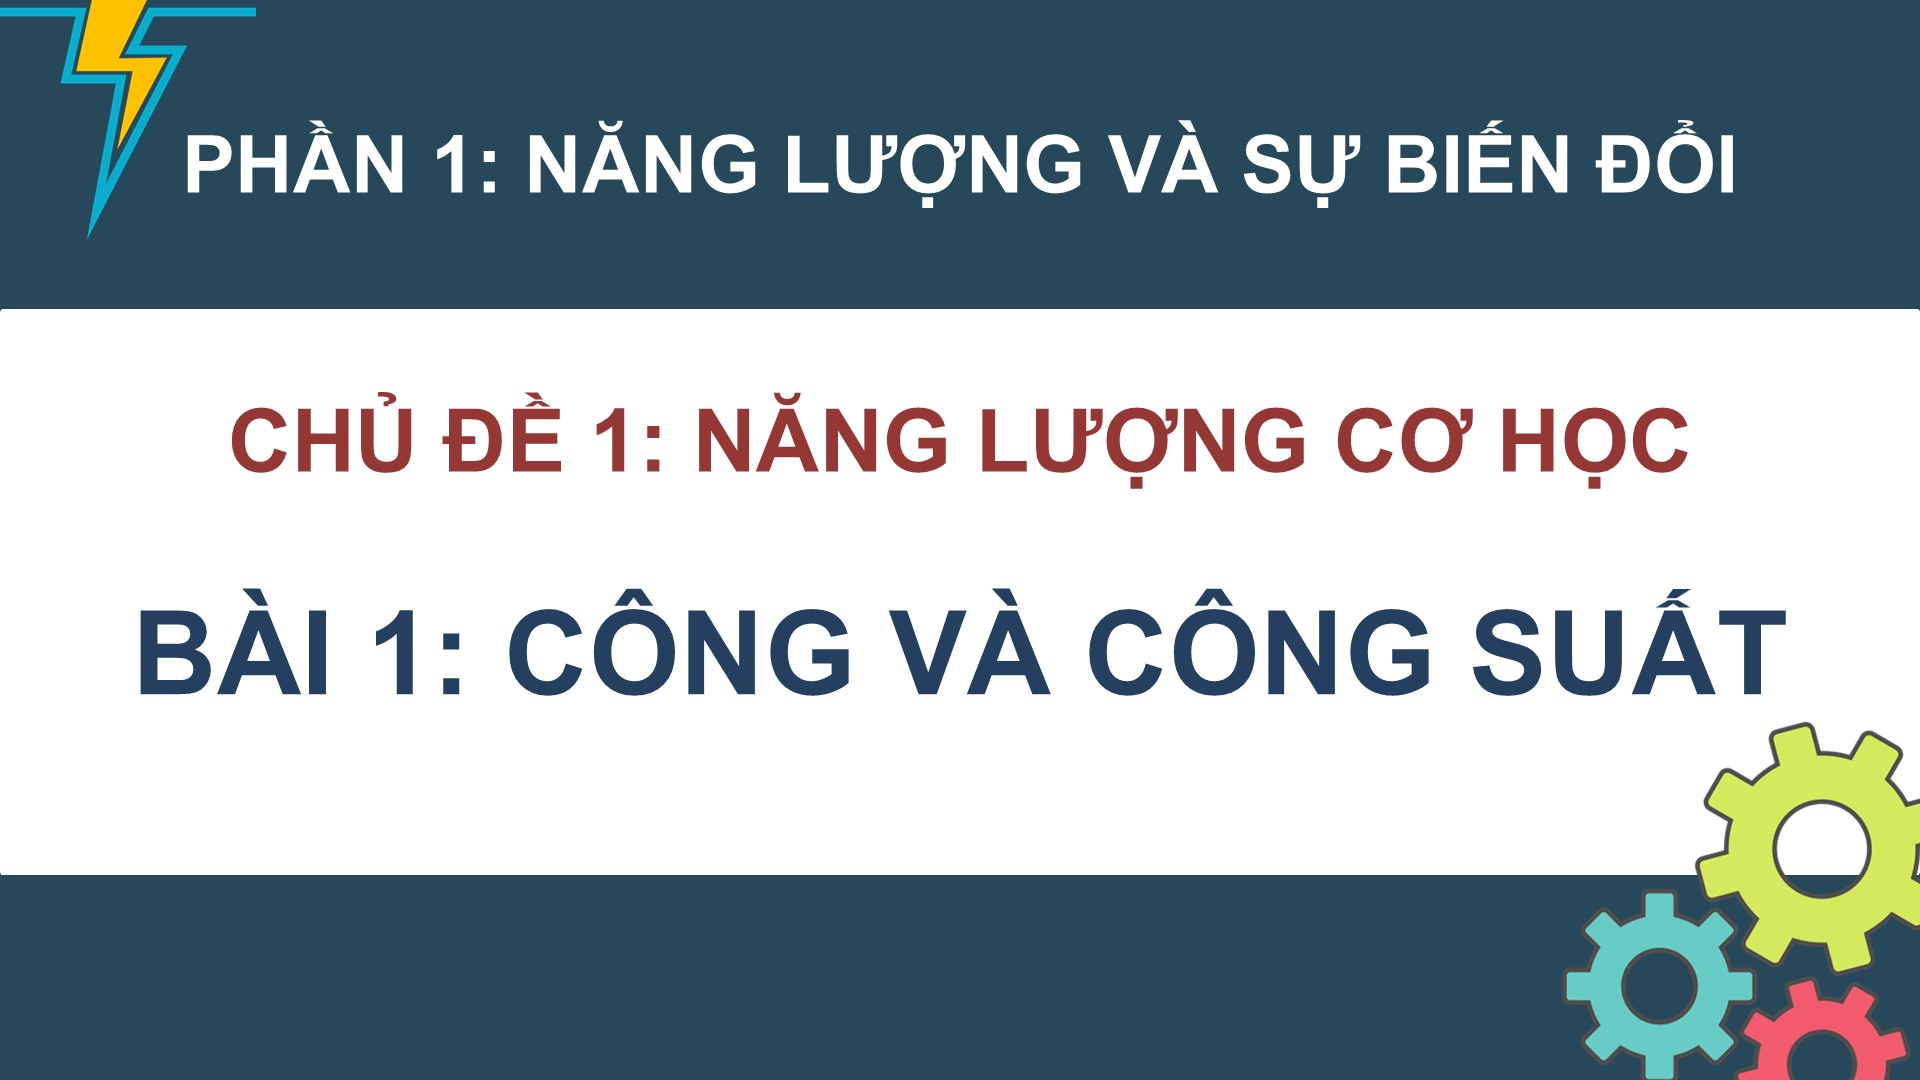 PHẦN 1: NĂNG LƯỢNG VÀ SỰ BIẾN ĐỔI
CHỦ ĐỀ 1: NĂNG LƯỢNG CƠ HỌC
BÀI 1: CÔNG VÀ CÔNG SUẤT